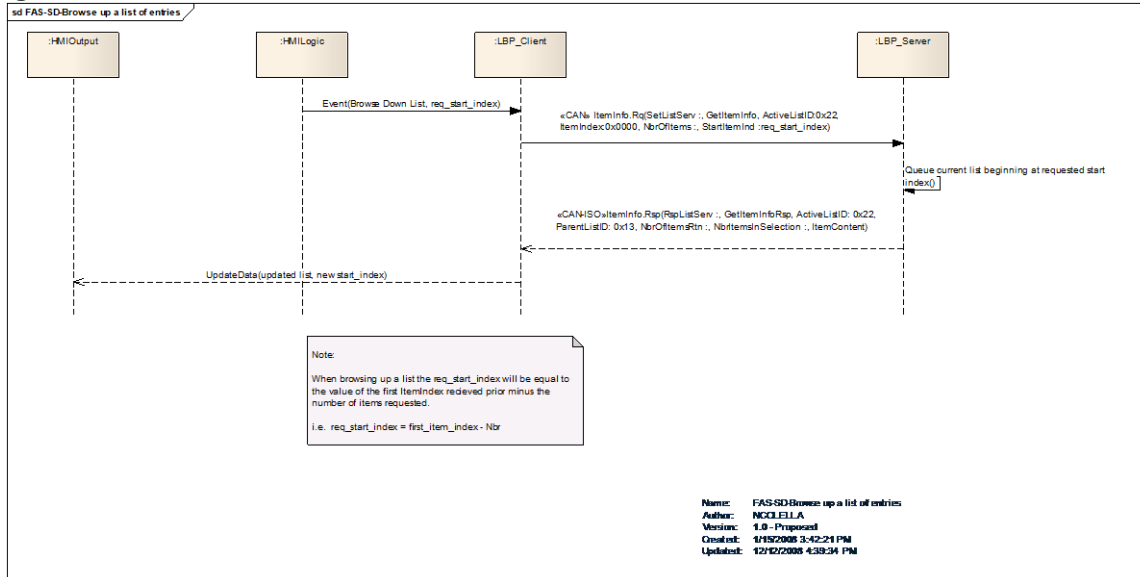 sd FAS-SD-Browse up a list of entries
:HMIOutput
:HMILogic
:LBP_Client
:LBP_Server
Event(Browse Down List, req_start_index)
«CAN» ItemInfo.Rq(SetListServ :, GetItemInfo, ActiveListID:0x22,
ItemIndex:0x0000, NbrOfItems :, StartItemInd :req_start_index)
Queue current list beginning at requested start
index()
«CAN-ISO»ItemInfo.Rsp(RspListServ :, GetItemInfoRsp, ActiveListID: 0x22,
ParentListID: 0x13, NbrOfItemsRtn :, NbrItemsInSelection :, ItemContent)
UpdateData(updated list, new start_index)
Note:
When browsing up a list the req_start_index will be equal to
the value of the first ItemIndex recieved prior minus the
number of items requested.
i.e.  req_start_index = first_item_index - Nbr
Name: FAS-SD-Browse up a list of entries
Author: NCOLELLA
Version: 1.0 - Proposed
Created: 1/15/2008 3:42:21 PM
Updated: 12/12/2008 4:39:34 PM